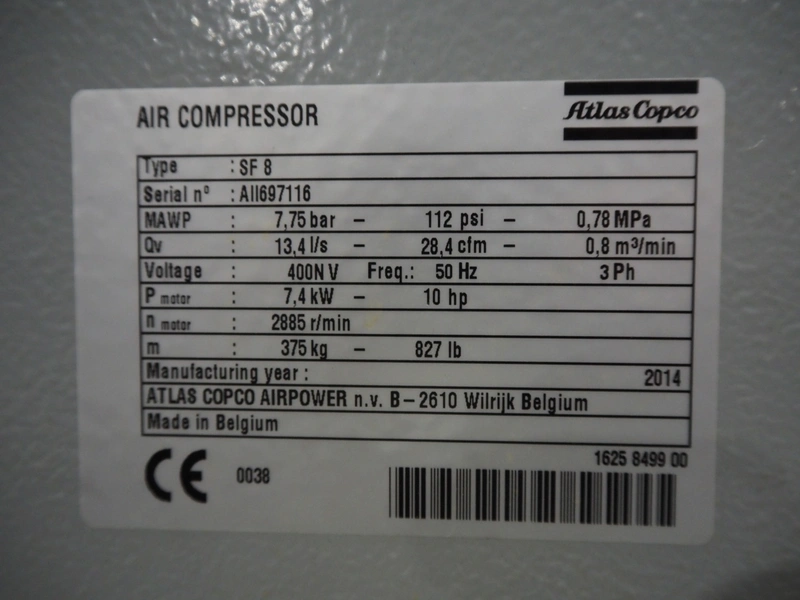 AIR COMPRESSOR
Atlas Copco
Type : SF 8
Serial nº : AII697116
MAWP : 7,75 bar – 112 psi – 0,78 MPa
Qv : 13,4 l/s – 28,4 cfm – 0,8 m³/min
Voltage : 400N V Freq.: 50 Hz 3 Ph
P motor : 7,4 kW – 10 hp
n motor : 2885 r/min
m : 375 kg – 827 lb
Manufacturing year : 2014
ATLAS COPCO AIRPOWER n.v. B–2610 Wilrijk Belgium
Made in Belgium
1625 8499 00
CE 0038